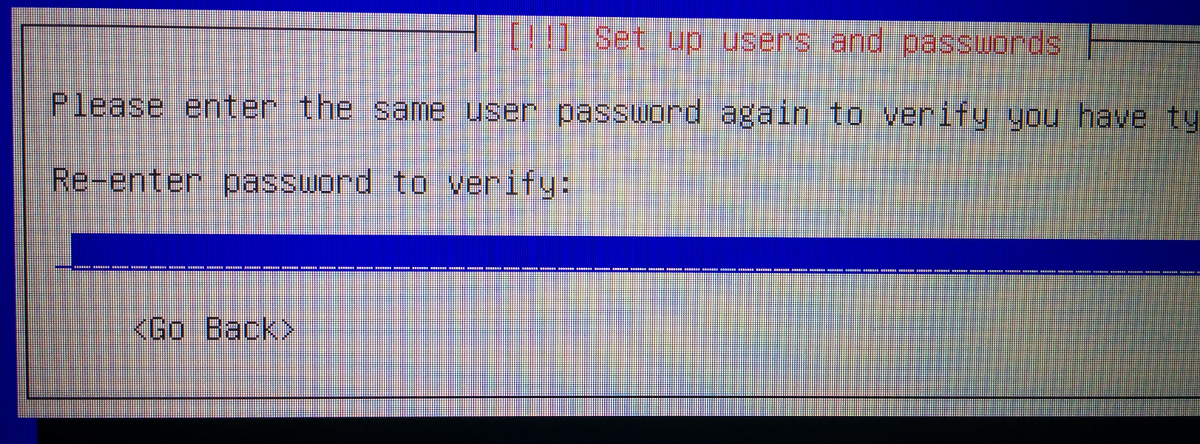 [!!] Set up users and passwords
Please enter the same user password again to verify you have ty
Re-enter password to verify:
<Go Back>